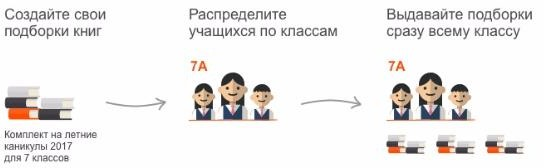 Создайте свои
подборки книг
Комплект на летние
каникулы 2017
для 7 классов
Распределите
учащихся по классам
7А
Выдавайте подборки
сразу всему классу
7А